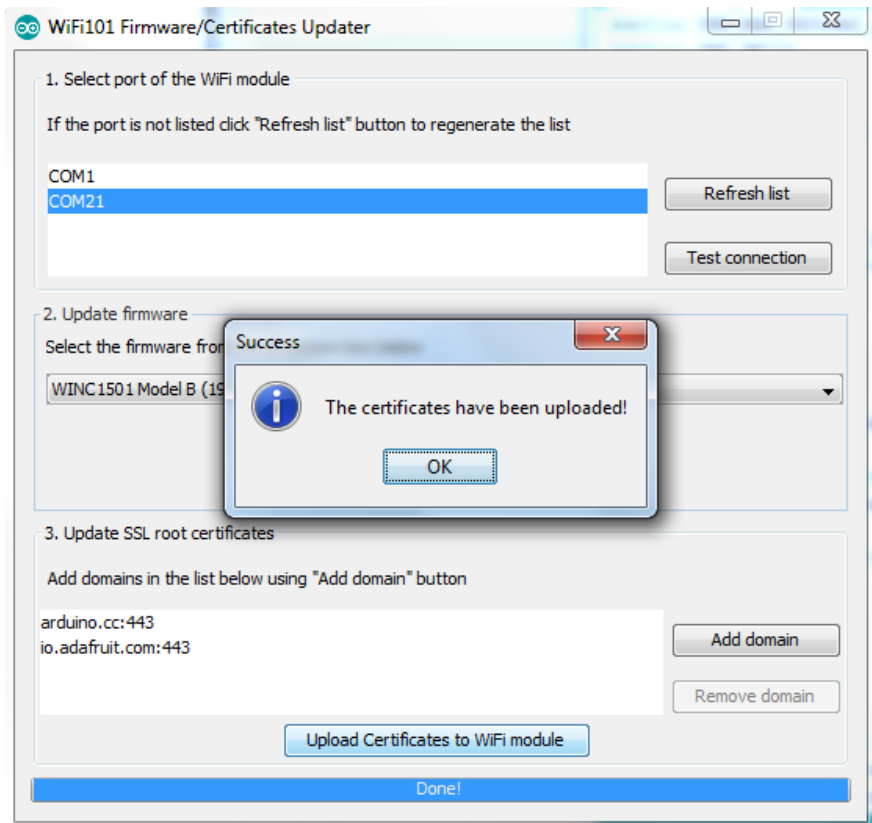 WiFi101 Firmware/Certificates Updater
1. Select port of the WiFi module
If the port is not listed click "Refresh list" button to regenerate the list
COM1
COM21
Refresh list
Test connection
2. Update firmware
Select the firmware from
WINC1501 Model B (19
Success
The certificates have been uploaded!
OK
3. Update SSL root certificates
Add domains in the list below using "Add domain" button
arduino.cc:443
io.adafruit.com:443
Add domain
Remove domain
Upload Certificates to WiFi module
Done!